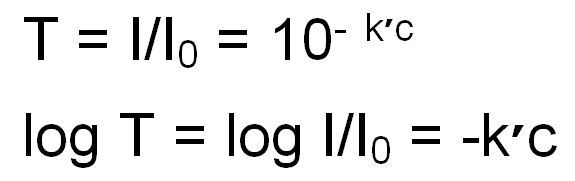 T = I/I₀ = 10⁻ ᵏ′ᶜ
log T = log I/I₀ = -k′c